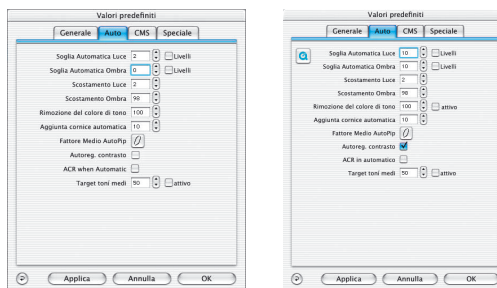 Valori predefiniti
Generale Auto CMS Speciale
Soglia Automatica Luce 2 Livelli
Soglia Automatica Ombra 0 Livelli
Scostamento Luce 2
Scostamento Ombra 98
Rimozione del colore di tono 100
Aggiunta cornice automatica 10
Fattore Medio AutoPip
Autoreg. contrasto
ACR when Automatic
Target toni medi 50 attivo
Applica Annulla OK
Valori predefiniti
Generale Auto CMS Speciale
Soglia Automatica Luce 10 Livelli
Soglia Automatica Ombra 10 Livelli
Scostamento Luce 2
Scostamento Ombra 90
Rimozione del colore di tono 100 attivo
Aggiunta cornice automatica 10
Fattore Medio AutoPip
Autoreg. contrasto
ACR in automatico
Target toni medi 50 attivo
Applica Annulla OK